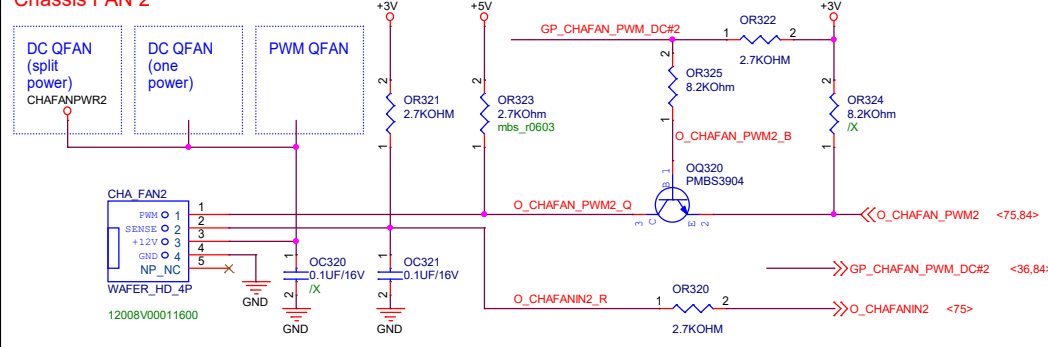 Chassis FAN 2
DC QFAN
(split
power)
CHAFANPWR2
DC QFAN
(one
power)
PWM QFAN
+3V
+5V
+3V
GP_CHAFAN_PWM_DC#2
OR322
1
2
2.7KOHM
2
OR321
2.7KOHM
1
2
OR323
2.7KOhm
mbs_r0603
1
2
OR325
8.2KOhm
1
2
OR324
8.2KOhm
/X
1
O_CHAFAN_PWM2_B
OQ320
PMBS3904
B
1
3
C
E
2
CHA_FAN2
PWM 1
SENSE 2
+12V 3
GND 4
NP_NC
1
2
3
4
5
WAFER_HD_4P
12008V00011600
GND
1
OC320
0.1UF/16V
2
/X
GND
1
OC321
0.1UF/16V
2
GND
O_CHAFAN_PWM2_Q
O_CHAFAN_PWM2 <75,84>
GP_CHAFAN_PWM_DC#2 <36,84>
O_CHAFANIN2_R
1
OR320
2
2.7KOHM
O_CHAFANIN2 <75>